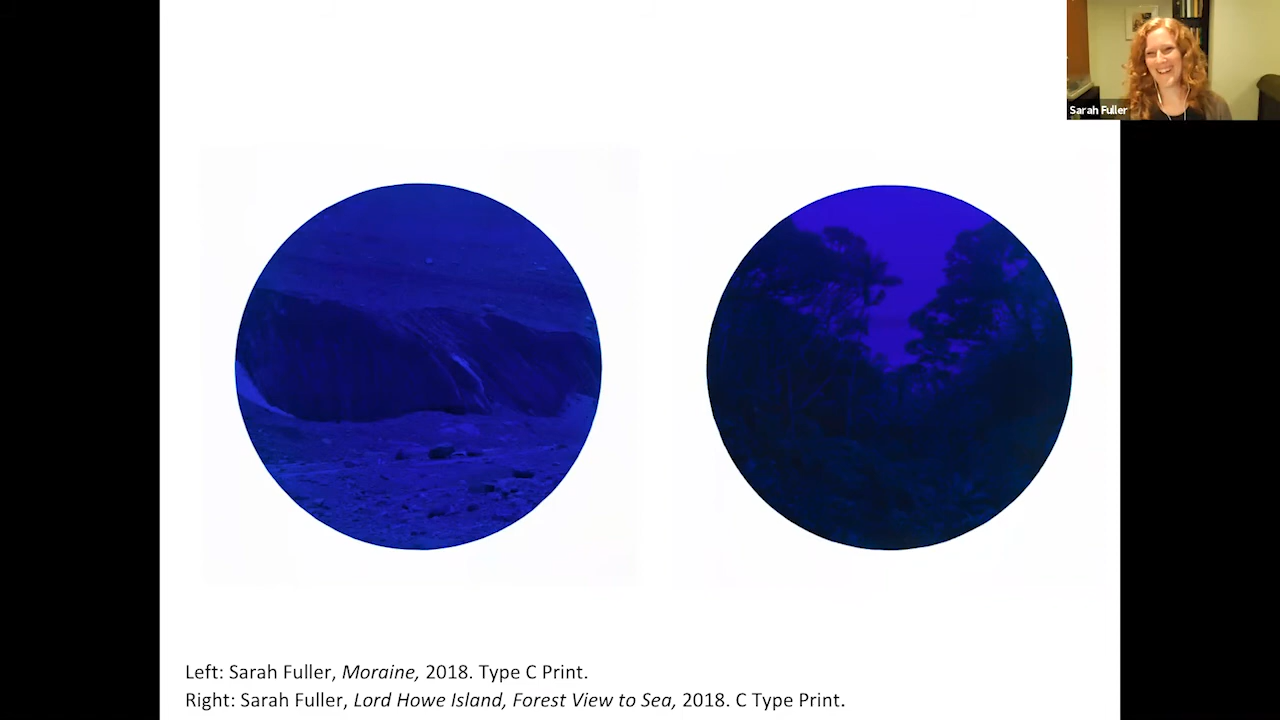 Sarah Fuller
Left: Sarah Fuller, Moraine, 2018. Type C Print.
Right: Sarah Fuller, Lord Howe Island, Forest View to Sea, 2018. C Type Print.